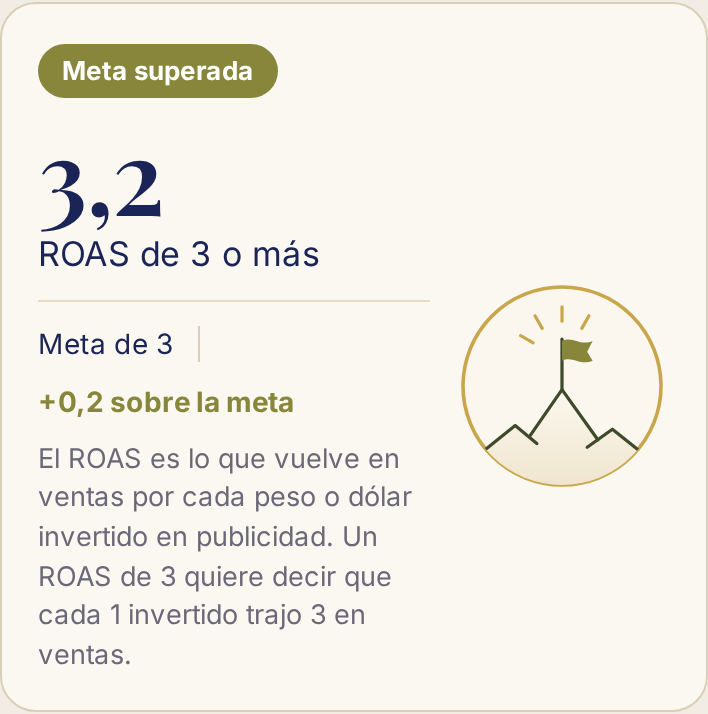 Meta superada
3,2
ROAS de 3 o más
Meta de 3
+0,2 sobre la meta
El ROAS es lo que vuelve en
ventas por cada peso o dólar
invertido en publicidad. Un
ROAS de 3 quiere decir que
cada 1 invertido trajo 3 en
ventas.